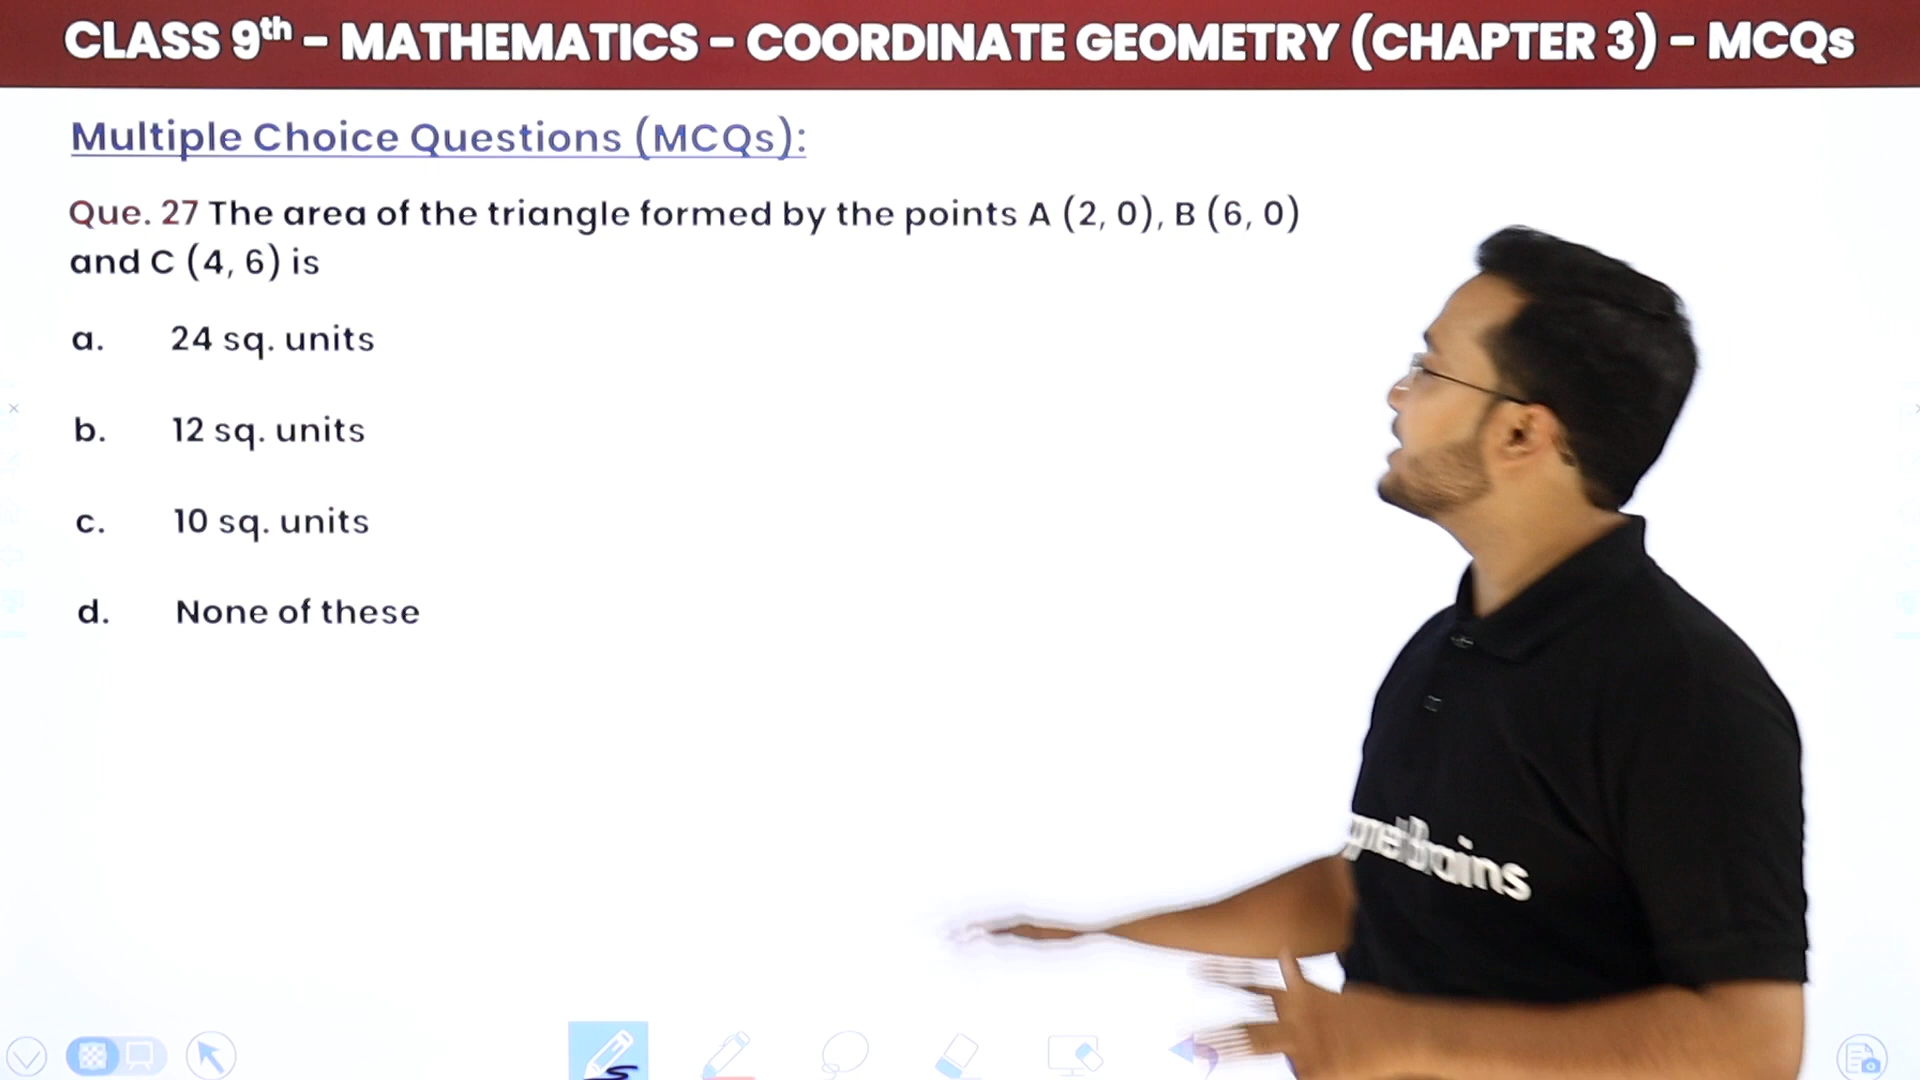 CLASS 9th - MATHEMATICS - COORDINATE GEOMETRY (CHAPTER 3) - MCQs
Multiple Choice Questions (MCQs):
Que. 27 The area of the triangle formed by the points A (2, 0), B (6, 0)
and C (4, 6) is
a. 24 sq. units
b. 12 sq. units
c. 10 sq. units
d. None of these
Brains